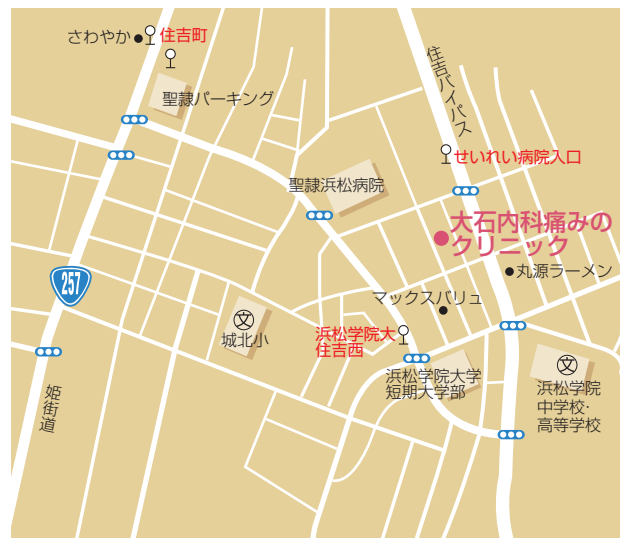 さわやか
住吉町
聖隷パーキング
住吉バイパス
せいれい病院入口
聖隷浜松病院
大石内科痛みの
クリニック
257
丸源ラーメン
マックスバリュ
文
城北小
浜松学院大
住吉西
浜松学院大学
短期大学部
文
浜松学院
中学校・
高等学校
姫街道